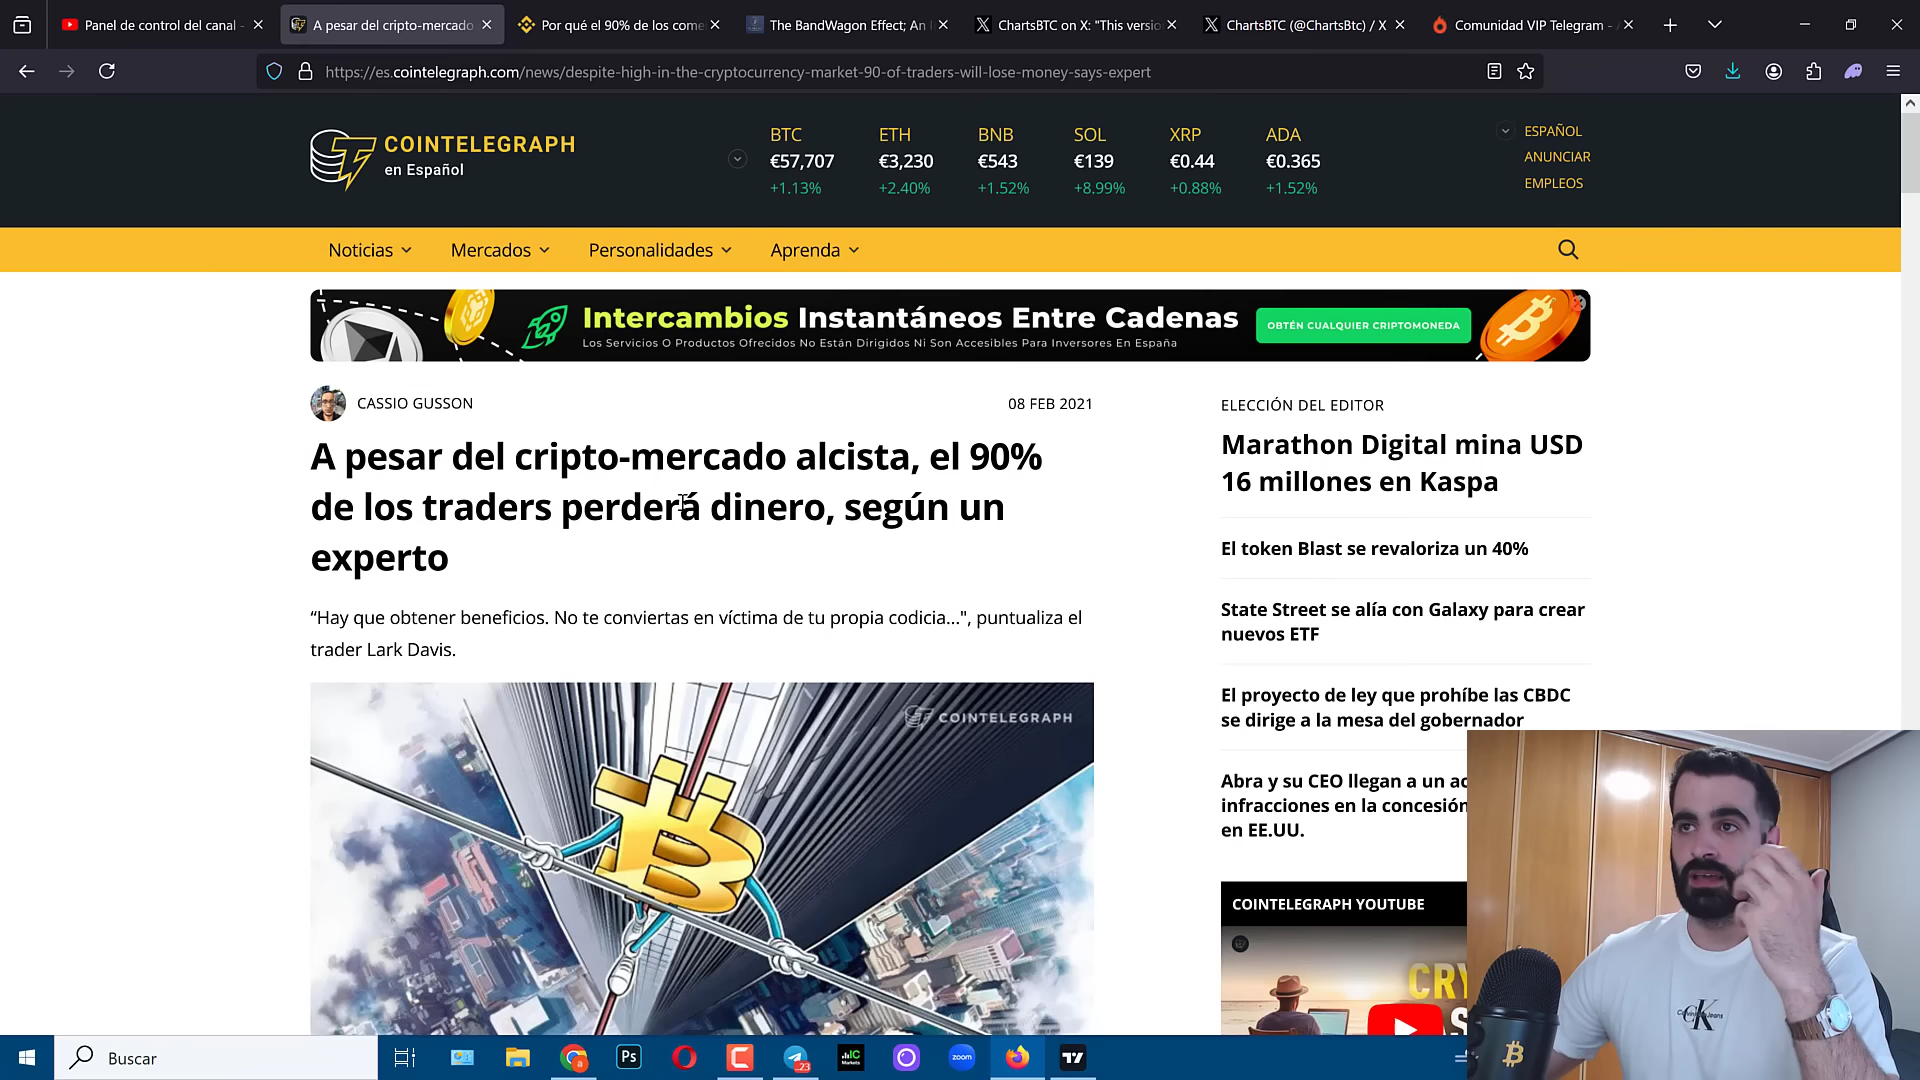 Panel de control del canal -
A pesar del cripto-mercado
Por qué el 90% de los come
The BandWagon Effect; An
ChartsBTC on X: "This versio
ChartsBTC (@ChartsBtc) / X
Comunidad VIP Telegram -
https://es.cointelegraph.com/news/despite-high-in-the-cryptocurrency-market-90-of-traders-will-lose-money-says-expert
COINTELEGRAPH
en Español
BTC ETH BNB SOL XRP ADA
€57,707 €3,230 €543 €139 €0.44 €0.365
+1.13% +2.40% +1.52% +8.99% +0.88% +1.52%
ESPAÑOL
ANUNCIAR
EMPLEOS
Noticias Mercados Personalidades Aprenda
Intercambios Instantáneos Entre Cadenas
Los Servicios O Productos Ofrecidos No Están Dirigidos Ni Son Accesibles Para Inversores En España
OBTÉN CUALQUIER CRIPTOMONEDA
CASSIO GUSSON
08 FEB 2021
A pesar del cripto-mercado alcista, el 90%
de los traders perderá dinero, según un
experto
“Hay que obtener beneficios. No te conviertas en víctima de tu propia codicia...", puntualiza el
trader Lark Davis.
COINTELEGRAPH
ELECCIÓN DEL EDITOR
Marathon Digital mina USD
16 millones en Kaspa
El token Blast se revaloriza un 40%
State Street se alía con Galaxy para crear
nuevos ETF
El proyecto de ley que prohíbe las CBDC
se dirige a la mesa del gobernador
Abra y su CEO llegan a un
infracciones en la concesión
en EE.UU.
COINTELEGRAPH YOUTUBE
CK
Calvin Klein Jeans
Buscar
Ps
23
IC
Markets
zoom